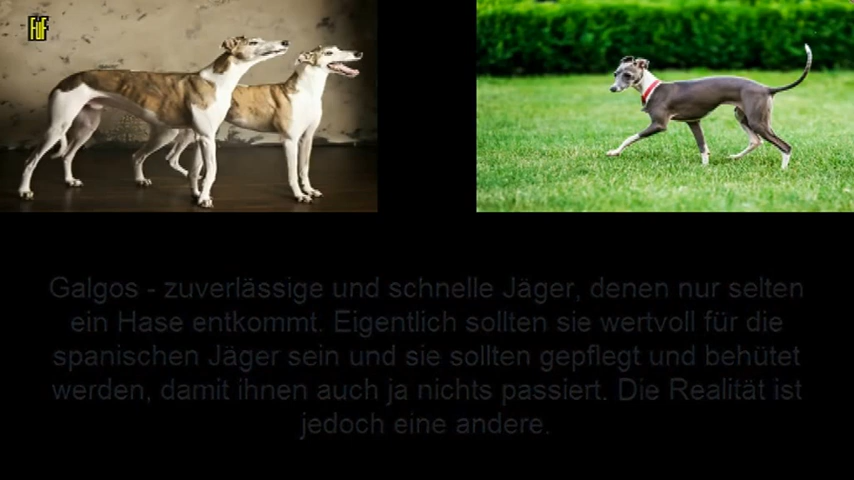 FüF
Galgos - zuverlässige und schnelle Jäger, denen nur selten
ein Hase entkommt. Eigentlich sollten sie wertvoll für die
spanischen Jäger sein und sie sollten gepflegt und behütet
werden, damit ihnen auch ja nichts passiert. Die Realität ist
jedoch eine andere.